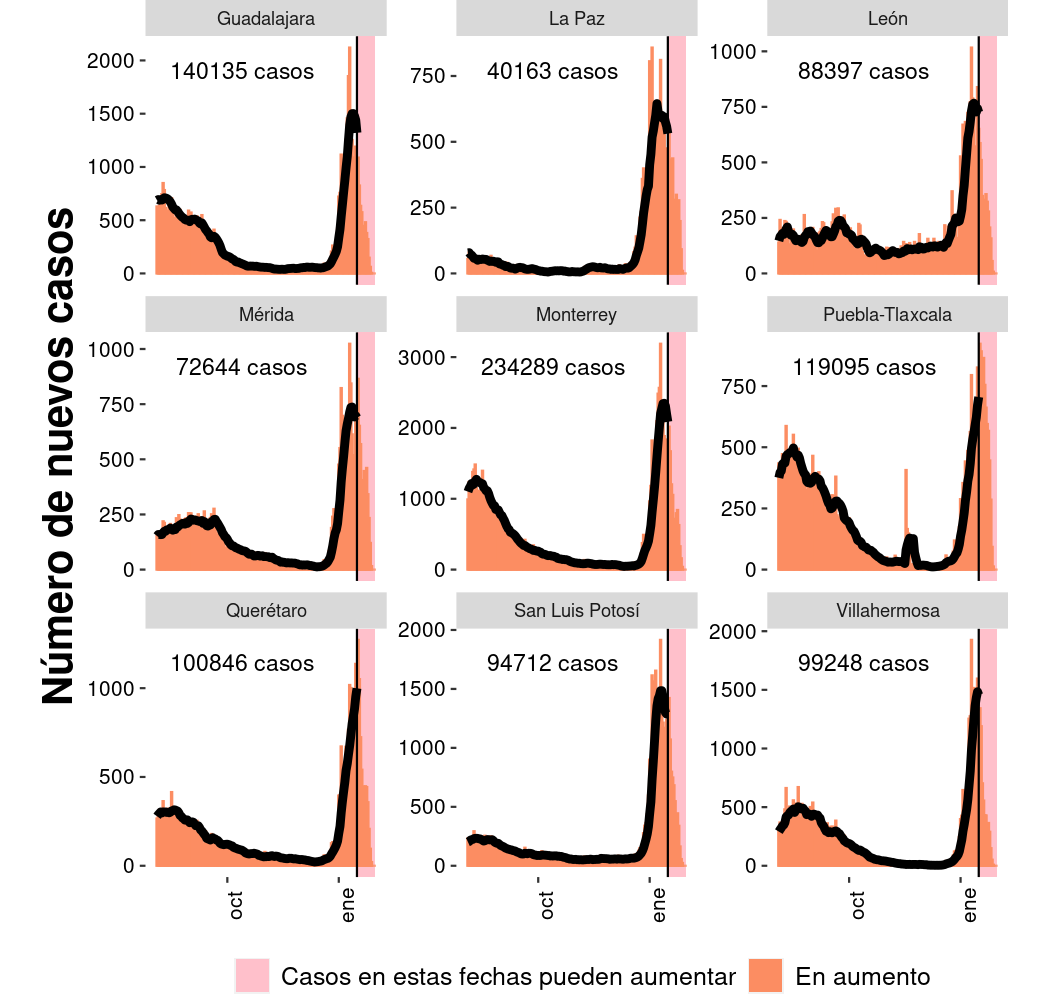 Número de nuevos casos
Guadalajara
140135 casos
2000
1500
1000
500
0
La Paz
40163 casos
750
500
250
0
León
88397 casos
1000
750
500
250
0
Mérida
72644 casos
1000
750
500
250
0
Monterrey
234289 casos
3000
2000
1000
0
Puebla-Tlaxcala
119095 casos
750
500
250
0
Querétaro
100846 casos
1000
500
0
oct
ene
San Luis Potosí
94712 casos
2000
1500
1000
500
0
oct
ene
Villahermosa
99248 casos
2000
1500
1000
500
0
oct
ene
Casos en estas fechas pueden aumentar
En aumento